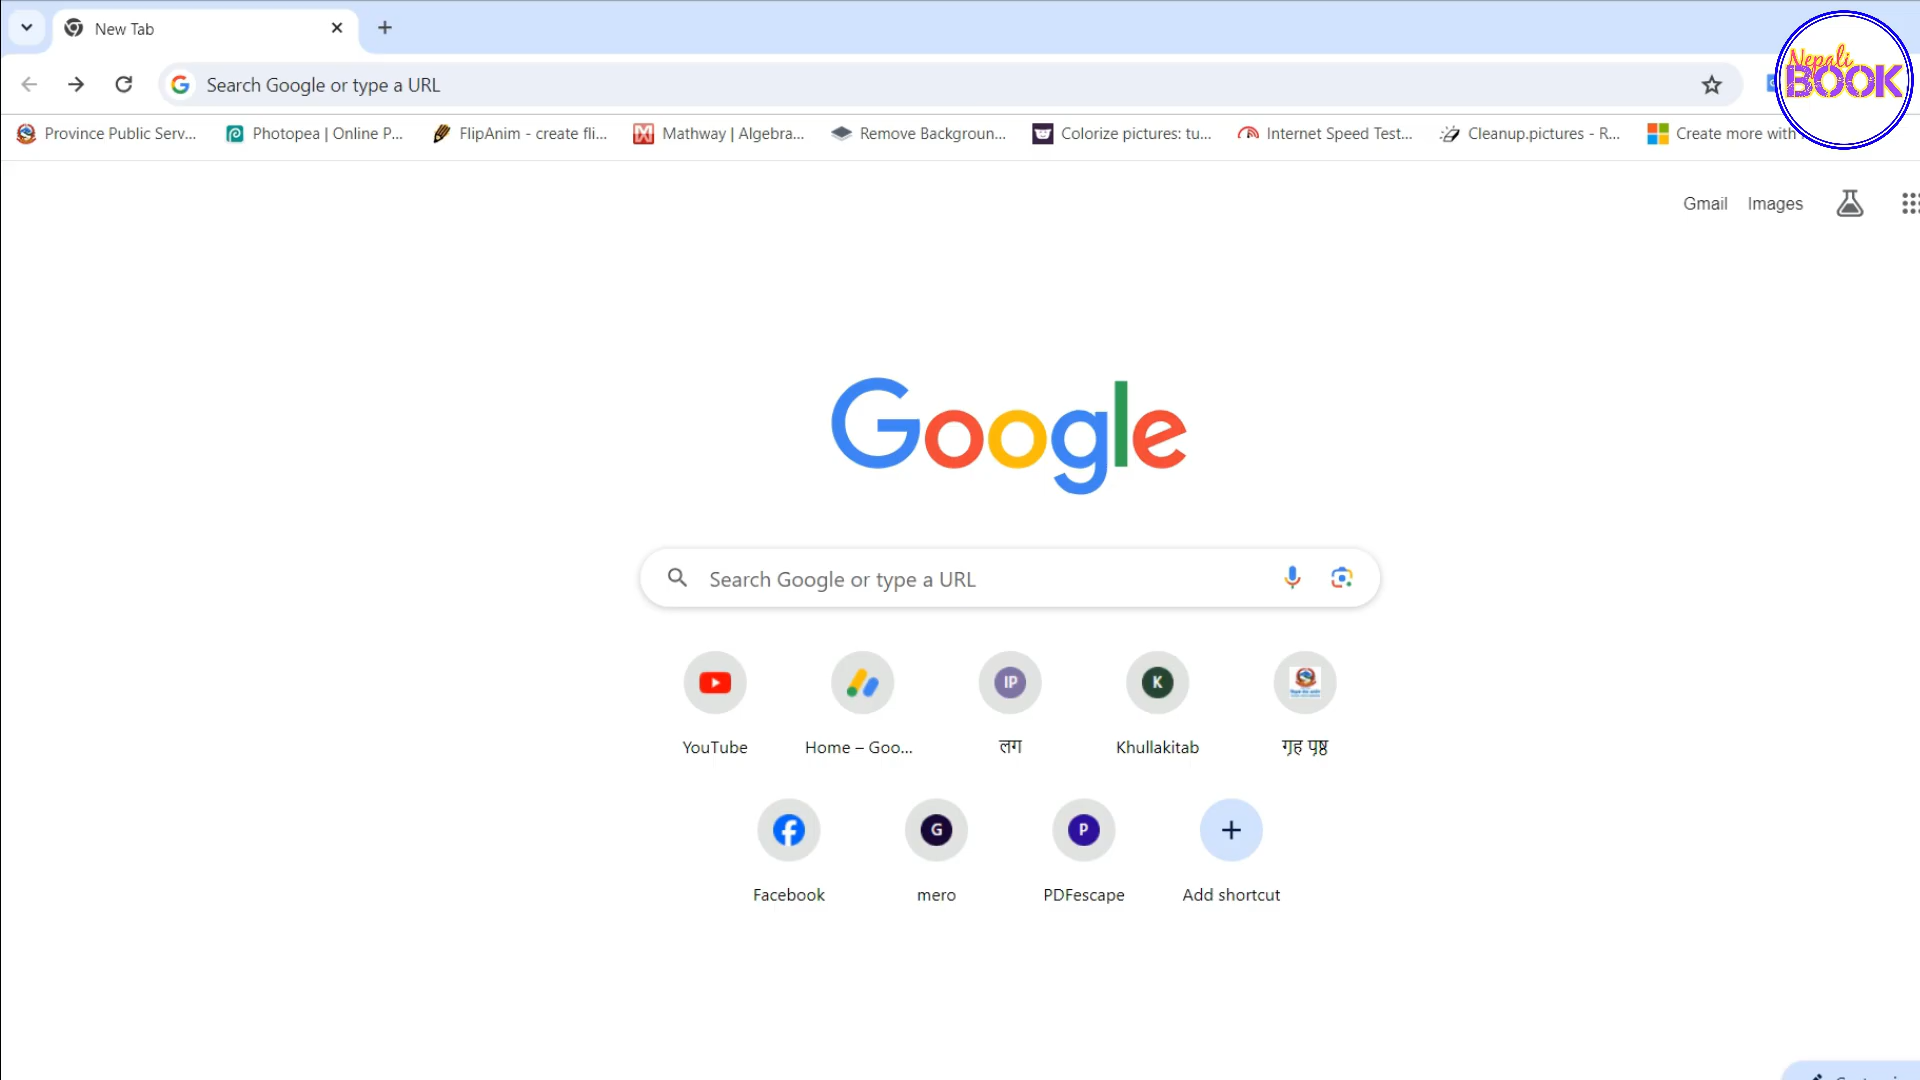 New Tab
Search Google or type a URL
Nepali
BOOK
Province Public Serv... Photopea | Online P... FlipAnim - create fli... Mathway | Algebra... Remove Backgroun... Colorize pictures: tu... Internet Speed Test... Cleanup.pictures - R... Create more with
Gmail Images
Google
Search Google or type a URL
IP K
YouTube Home – Goo... लग Khullakitab गृह पृष्ठ
G P
Facebook mero PDFescape Add shortcut